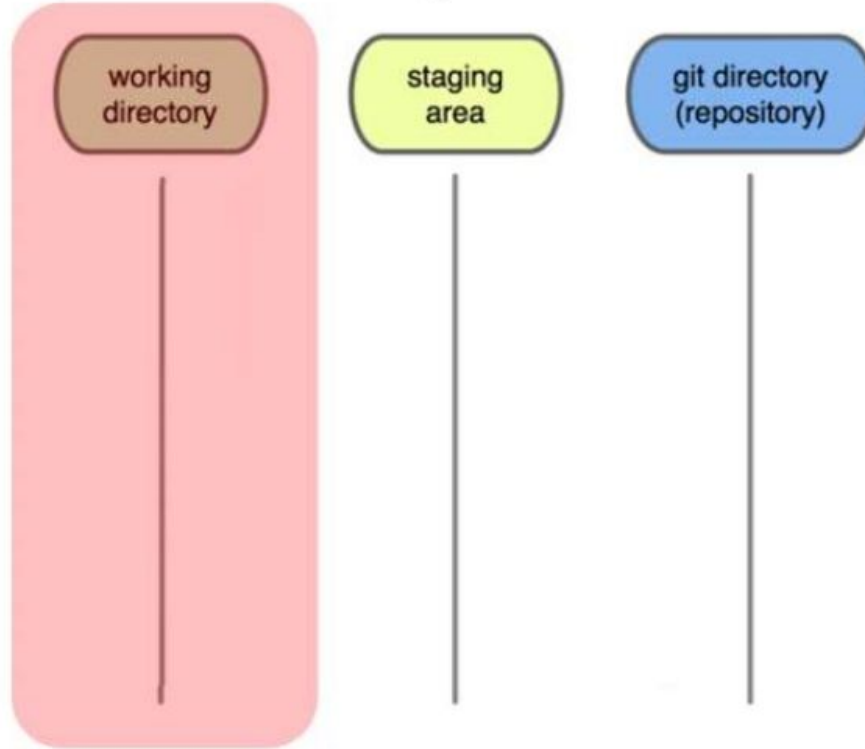 working
directory
staging
area
git directory
(repository)